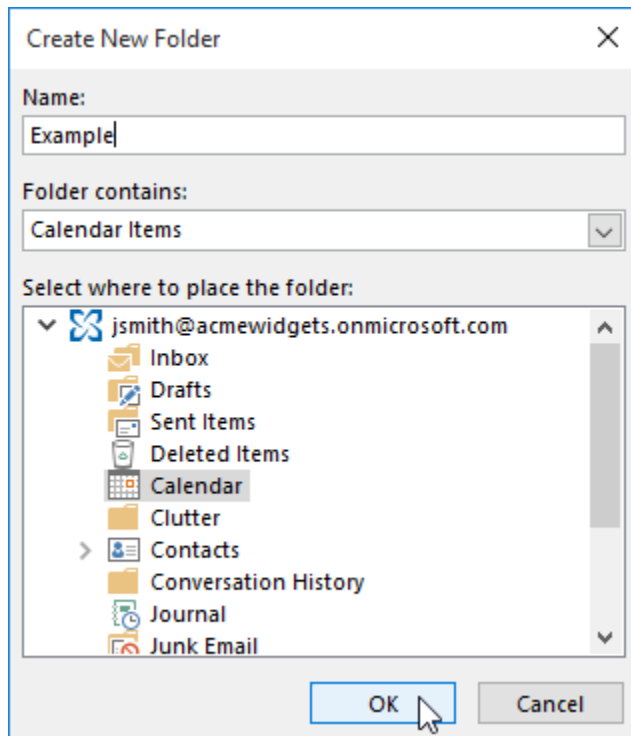 Create New Folder
Name:
Example
Folder contains:
Calendar Items
Select where to place the folder:
jsmith@acmewidgets.onmicrosoft.com
Inbox
Drafts
Sent Items
Deleted Items
Calendar
Clutter
Contacts
Conversation History
Journal
Junk Email
OK Cancel